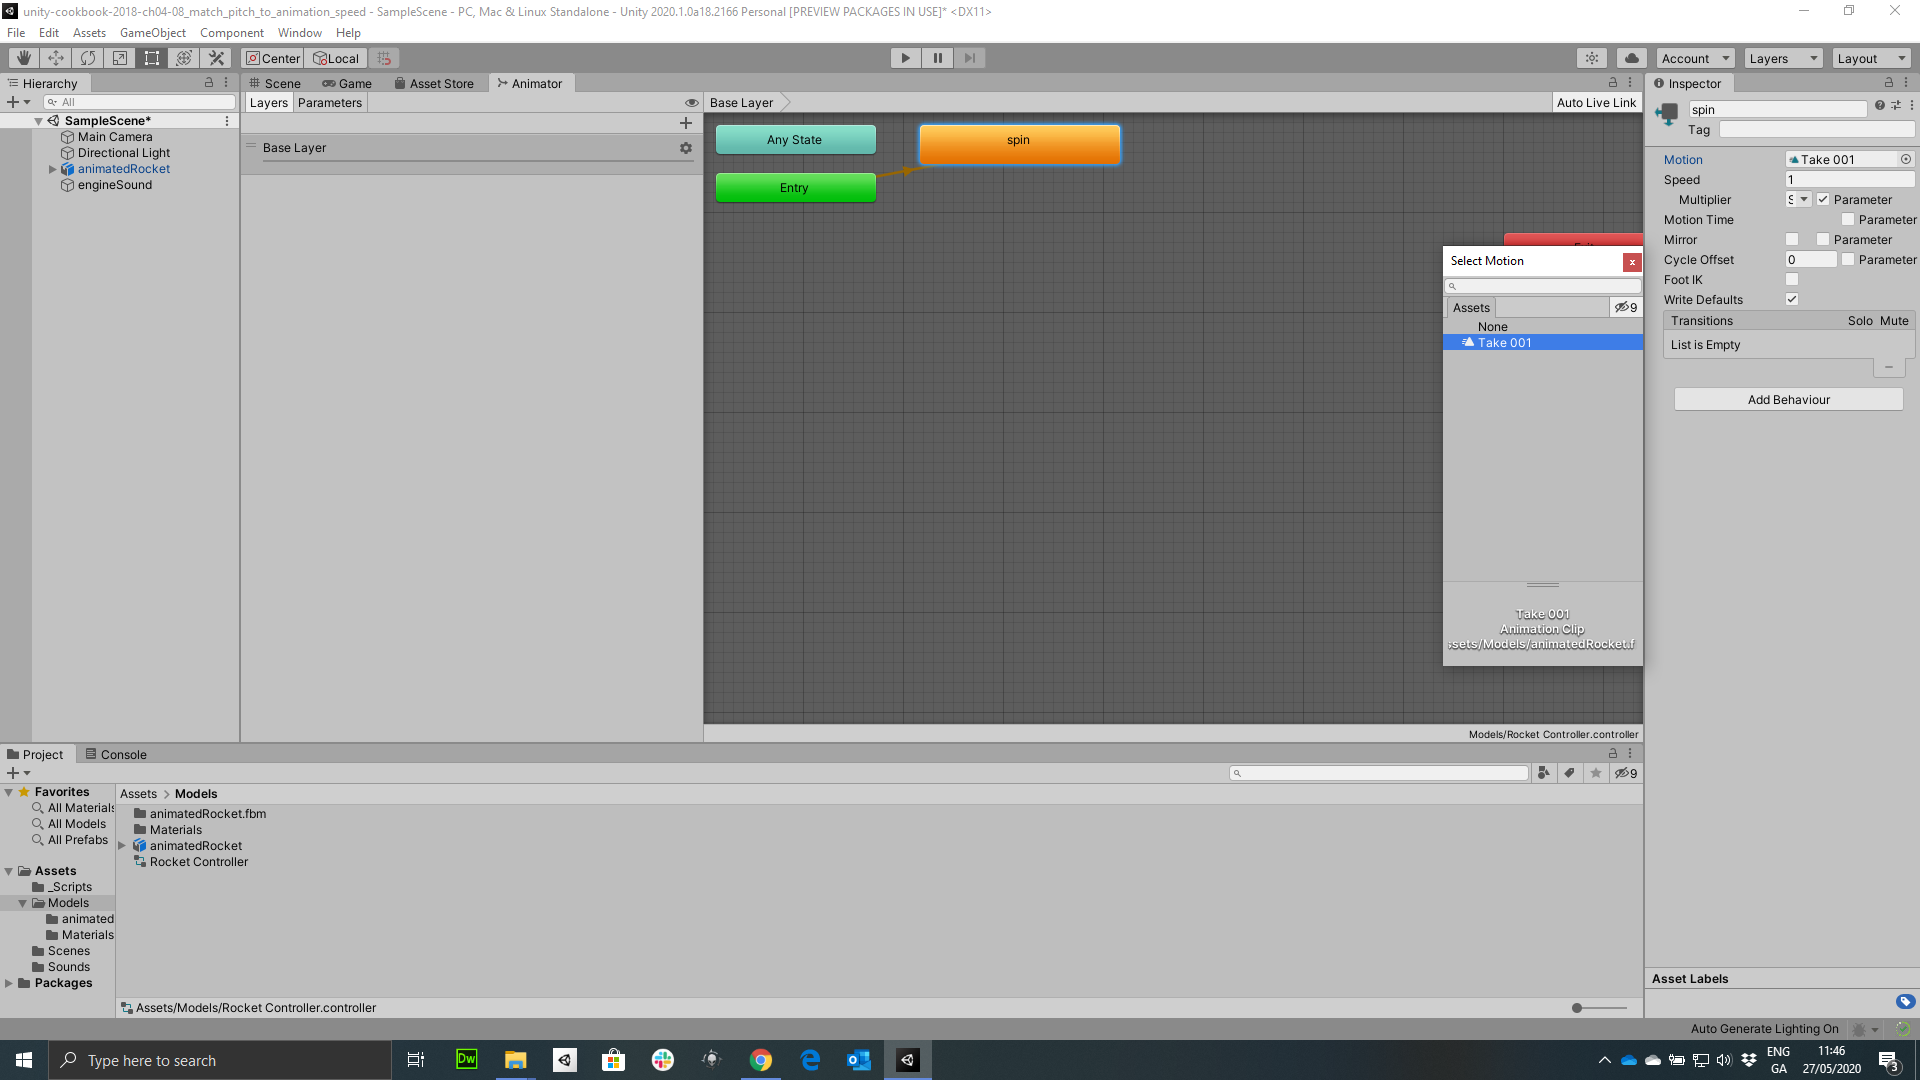 unity-cookbook-2018-ch04-08_match_pitch_to_animation_speed - SampleScene - PC, Mac & Linux Standalone - Unity 2020.1.0a18.2166 Personal [PREVIEW PACKAGES IN USE]* <DX11>
File Edit Assets GameObject Component Window Help
Center Local Account Layers Layout
Hierarchy
All
SampleScene*
Main Camera
Directional Light
animatedRocket
engineSound
Scene Game Asset Store Animator
Layers Parameters
Base Layer
Base Layer
Auto Live Link
Any State
spin
Entry
Select Motion
x
Assets
9
None
Take 001
Take 001
Animation Clip
ssets/Models/animatedRocket.f
Models/Rocket Controller.controller
Inspector
spin
Tag
Motion Take 001
Speed 1
Multiplier S Parameter
Motion Time Parameter
Mirror Parameter
Cycle Offset 0 Parameter
Foot IK
Write Defaults
Transitions Solo Mute
List is Empty
Add Behaviour
Asset Labels
Project Console
9
Favorites
All Materials
All Models
All Prefabs
Assets
_Scripts
Models
animated
Materials
Scenes
Sounds
Packages
Assets > Models
animatedRocket.fbm
Materials
animatedRocket
Rocket Controller
Assets/Models/Rocket Controller.controller
Auto Generate Lighting On
Type here to search
Dw
ENG
GA
11:46
27/05/2020
3